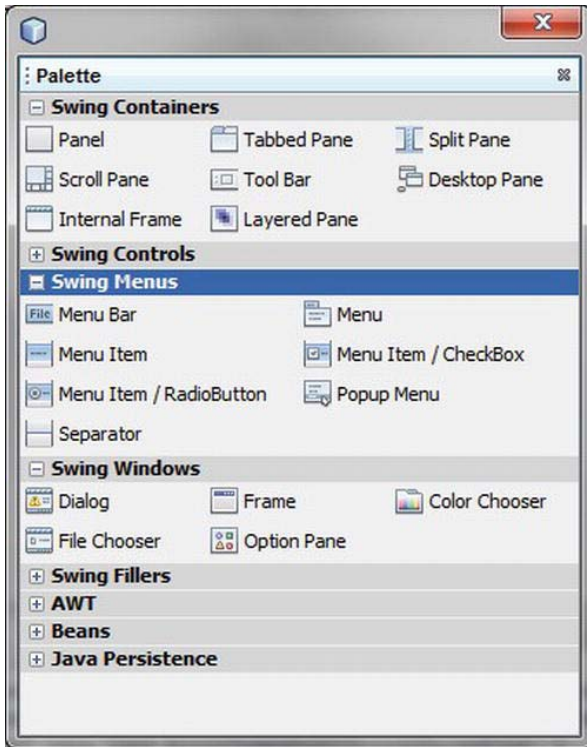 Palette
Swing Containers
Panel Tabbed Pane Split Pane
Scroll Pane Tool Bar Desktop Pane
Internal Frame Layered Pane
Swing Controls
Swing Menus
File Menu Bar Menu
Menu Item Menu Item / CheckBox
Menu Item / RadioButton Popup Menu
Separator
Swing Windows
Dialog Frame Color Chooser
File Chooser Option Pane
Swing Fillers
AWT
Beans
Java Persistence